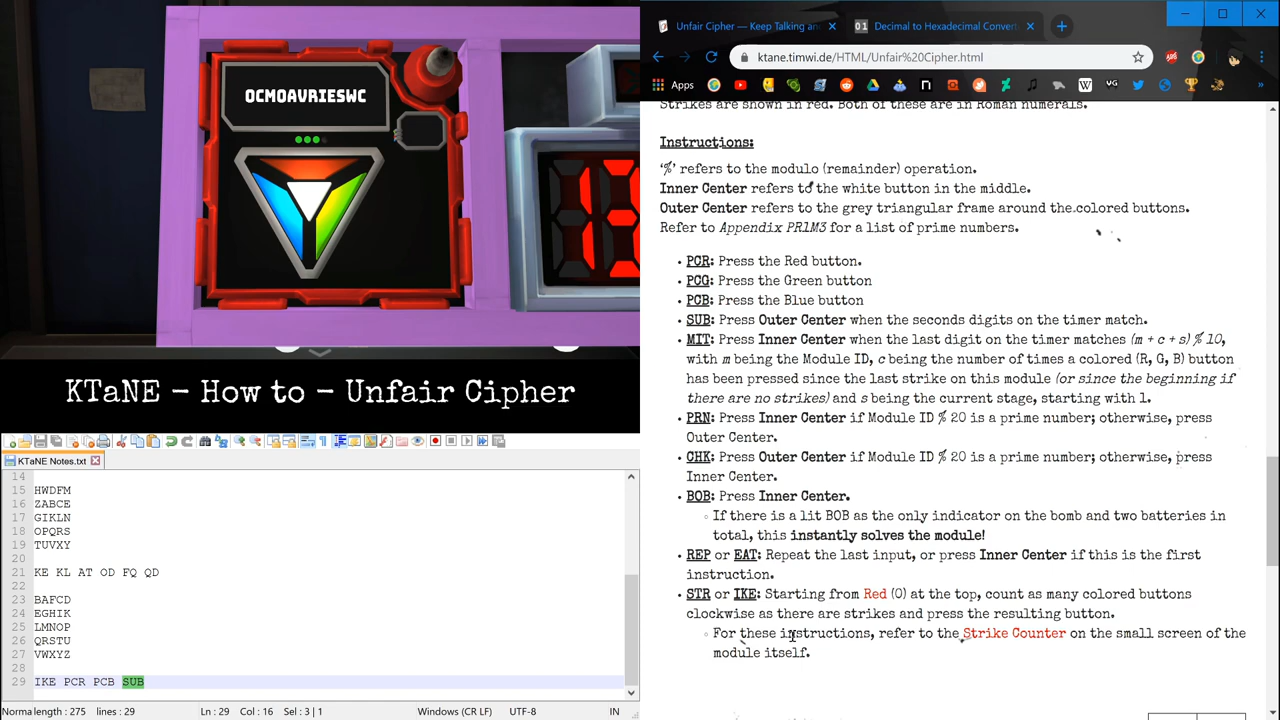 OCMOAVRIESWC
KTaNE – How to – Unfair Cipher
KTaNE Notes.txt
14
15 HWDFM
16 ZABCE
17 GIKLN
18 OPQRS
19 TUVXY
20
21 KE KL AT OD FQ QD
22
23 BAFCD
24 EGHIK
25 LMNOP
26 QRSTU
27 VWXYZ
28
29 IKE PCR PCB SUB
Norma length : 275 lines : 29 Ln : 29 Col : 16 Sel : 3 | 1 Windows (CR LF) UTF-8 IN
Unfair Cipher — Keep Talking an
01 Decimal to Hexadecimal Convert
ktane.timwi.de/HTML/Unfair%20Cipher.html
Apps
Strikes are shown in red. Both of these are in Roman numerals.
Instructions:
'%' refers to the modulo (remainder) operation.
Inner Center refers to the white button in the middle.
Outer Center refers to the grey triangular frame around the colored buttons.
Refer to Appendix PR1M3 for a list of prime numbers.
• PCR: Press the Red button.
• PCG: Press the Green button
• PCB: Press the Blue button
• SUB: Press Outer Center when the seconds digits on the timer match.
• MIT: Press Inner Center when the last digit on the timer matches (m + c + s) % 10,
with m being the Module ID, c being the number of times a colored (R, G, B) button
has been pressed since the last strike on this module (or since the beginning if
there are no strikes) and s being the current stage, starting with 1.
• PRN: Press Inner Center if Module ID % 20 is a prime number; otherwise, press
Outer Center.
• CHK: Press Outer Center if Module ID % 20 is a prime number; otherwise, press
Inner Center.
• BOB: Press Inner Center.
◦ If there is a lit BOB as the only indicator on the bomb and two batteries in
total, this instantly solves the module!
• REP or EAT: Repeat the last input, or press Inner Center if this is the first
instruction.
• STR or IKE: Starting from Red (0) at the top, count as many colored buttons
clockwise as there are strikes and press the resulting button.
◦ For these instructions, refer to the Strike Counter on the small screen of the
module itself.